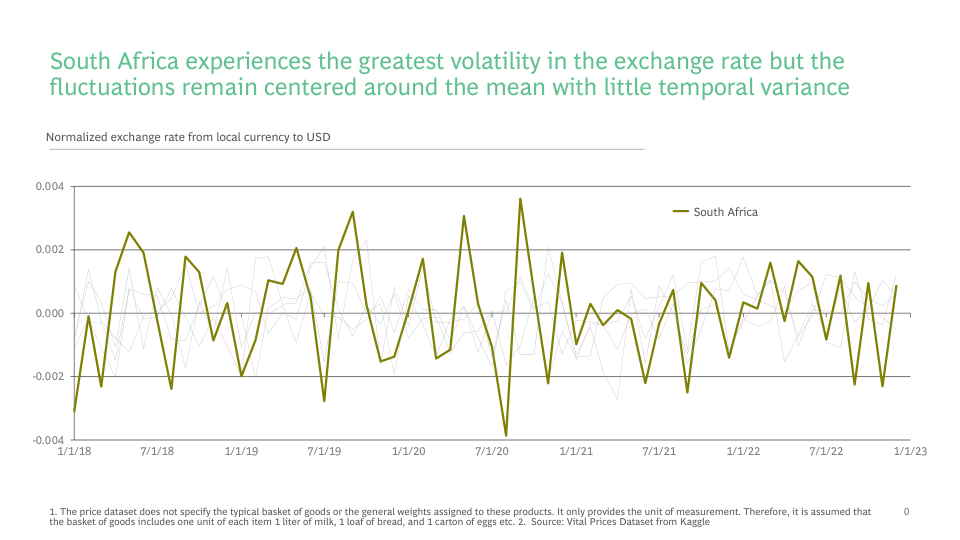 South Africa experiences the greatest volatility in the exchange rate but the
fluctuations remain centered around the mean with little temporal variance
Normalized exchange rate from local currency to USD
0.004
South Africa
0.002
0.000
-0.002
-0.004
1/1/18 7/1/18 1/1/19 7/1/19 1/1/20 7/1/20 1/1/21 7/1/21 1/1/22 7/1/22 1/1/23
1. The price dataset does not specify the typical basket of goods or the general weights assigned to these products. It only provides the unit of measurement. Therefore, it is assumed that
the basket of goods includes one unit of each item 1 liter of milk, 1 loaf of bread, and 1 carton of eggs etc. 2. Source: Vital Prices Dataset from Kaggle
0